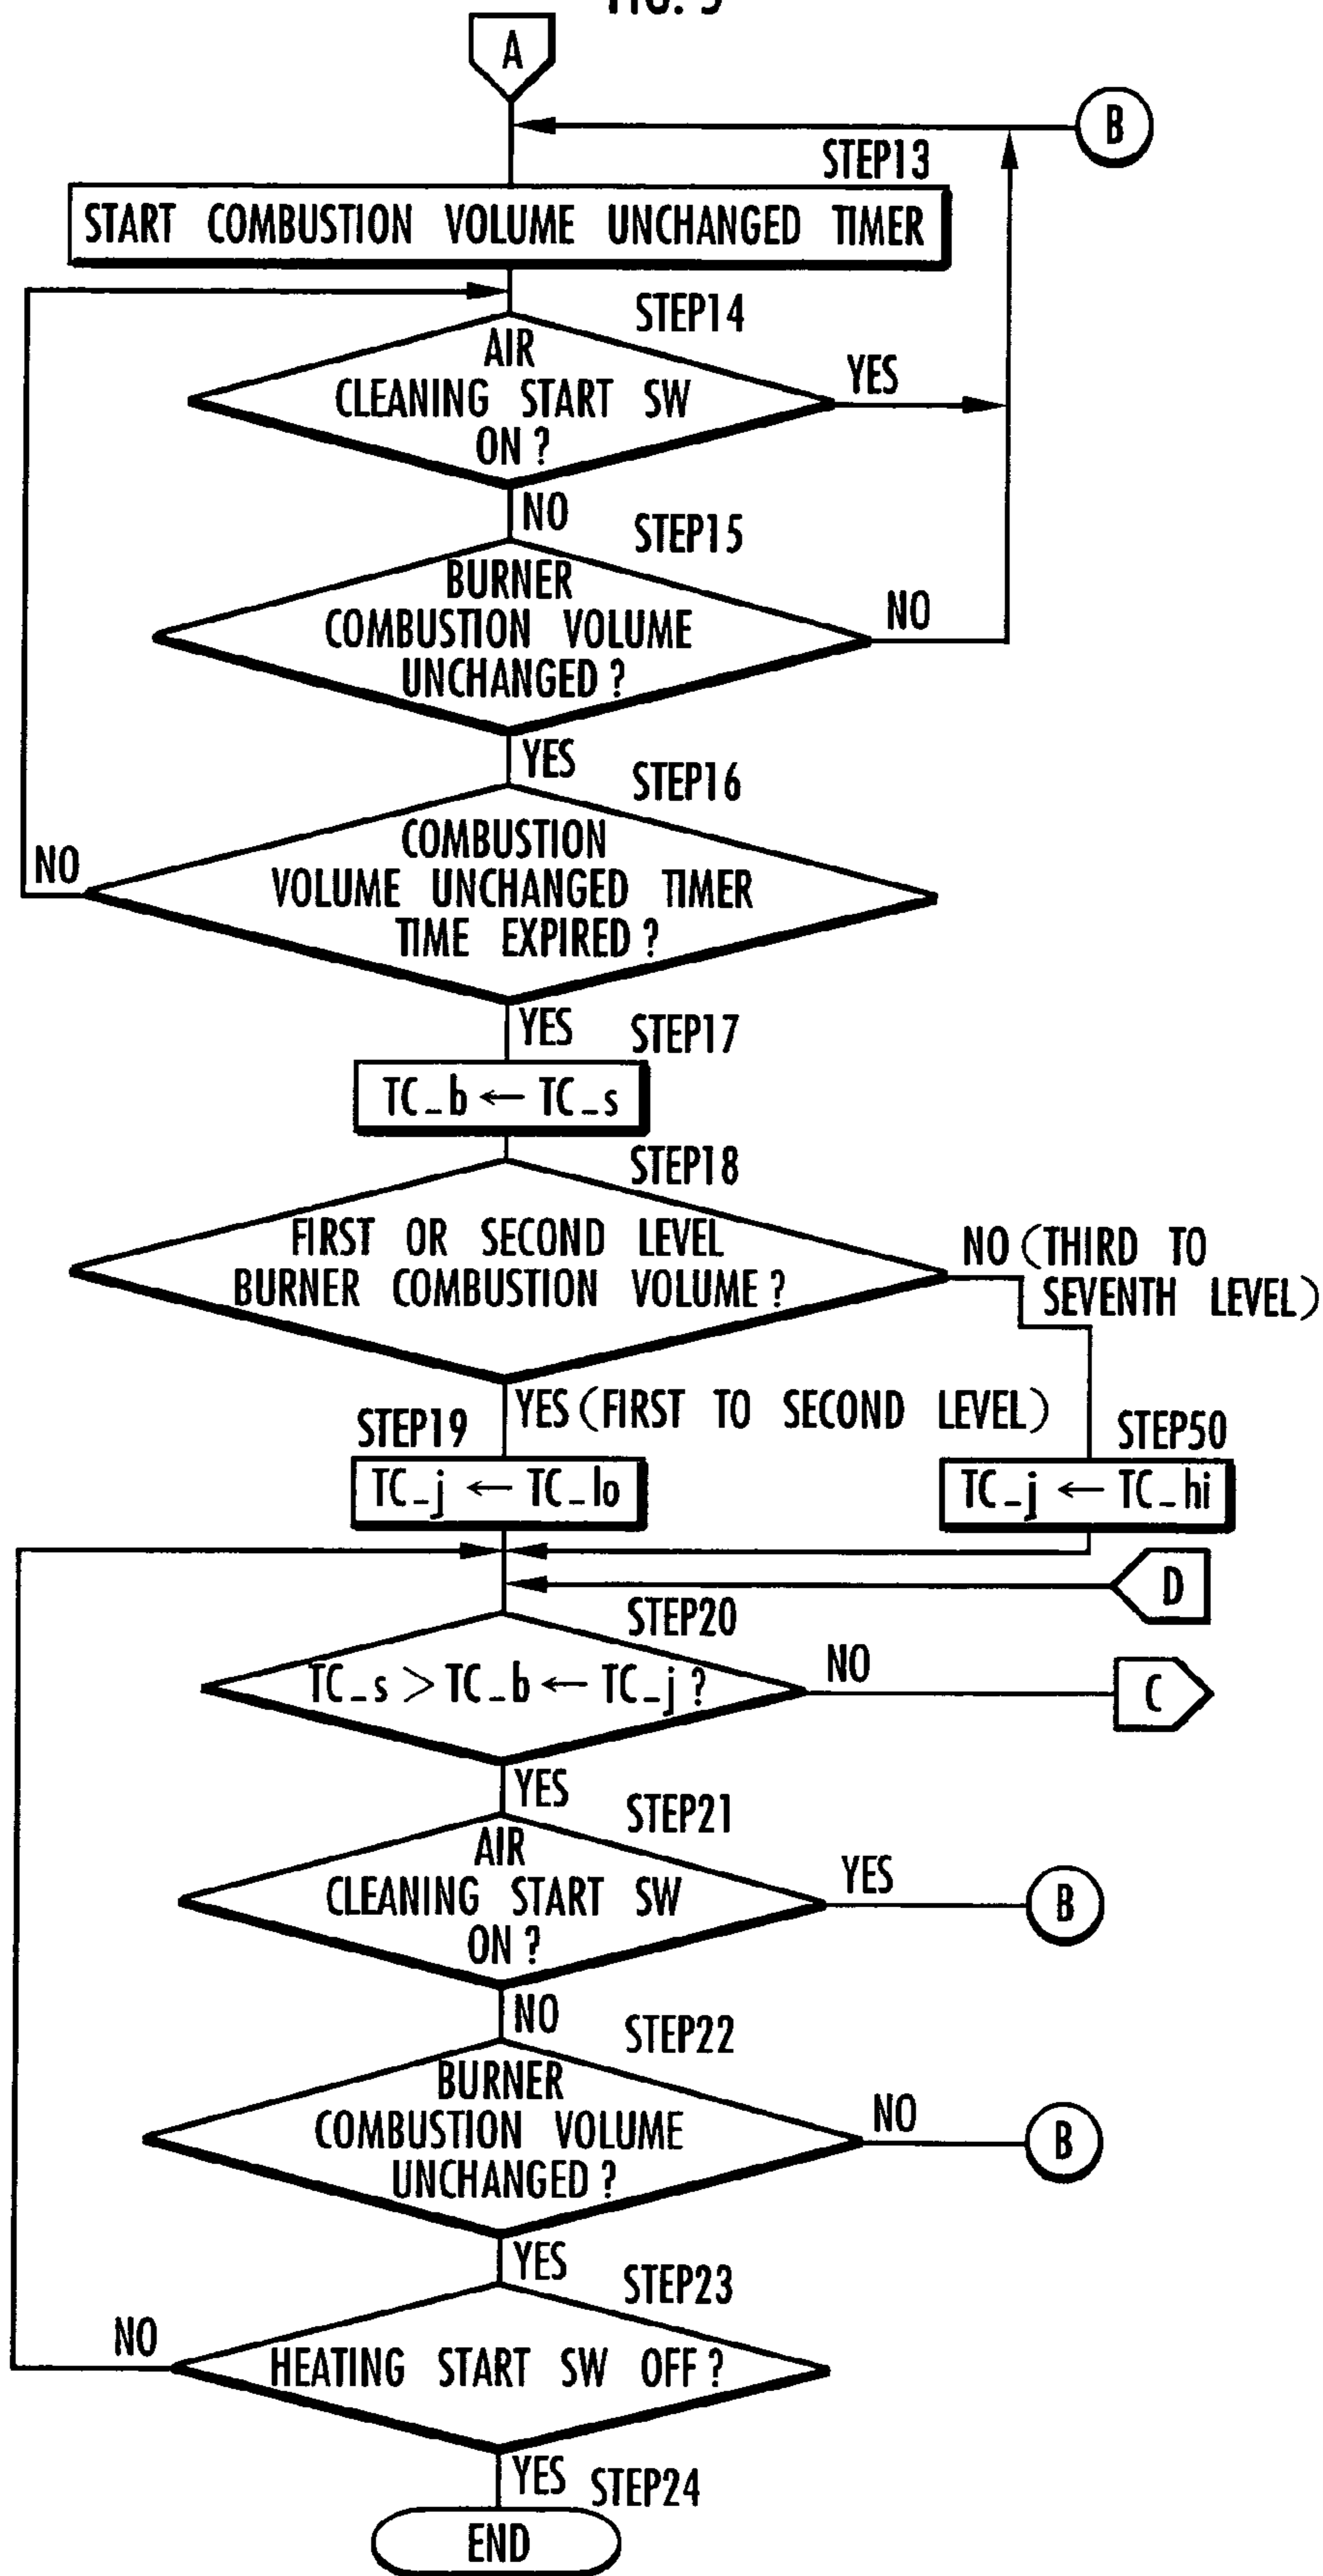 FIG. 5
A
B
STEP13
START COMBUSTION VOLUME UNCHANGED TIMER
STEP14
AIR
CLEANING START SW
ON ?
YES
NO
STEP15
BURNER
COMBUSTION VOLUME
UNCHANGED ?
NO
YES
STEP16
COMBUSTION
VOLUME UNCHANGED TIMER
TIME EXPIRED ?
NO
YES
STEP17
TC_b ← TC_s
STEP18
FIRST OR SECOND LEVEL
BURNER COMBUSTION VOLUME ?
NO (THIRD TO
SEVENTH LEVEL)
YES (FIRST TO SECOND LEVEL)
STEP19
TC_j ← TC_lo
STEP50
TC_j ← TC_hi
D
STEP20
TC_s > TC_b ← TC_j ?
NO
C
YES
STEP21
AIR
CLEANING START SW
ON ?
YES
B
NO
STEP22
BURNER
COMBUSTION VOLUME
UNCHANGED ?
NO
B
YES
STEP23
HEATING START SW OFF ?
NO
YES
STEP24
END